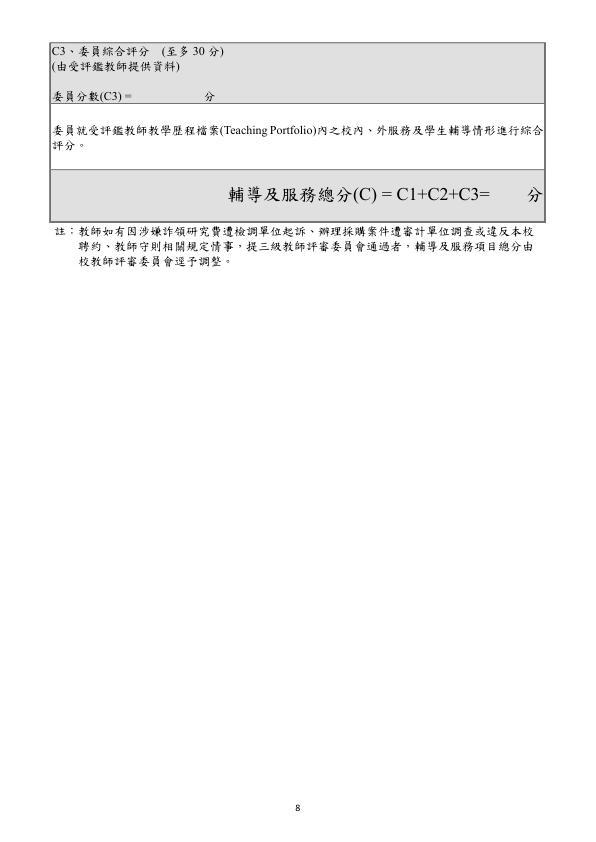 C3、委員綜合評分　(至多 30 分)
(由受評鑑教師提供資料)
委員分數(C3) =　　　　　　分
委員就受評鑑教師教學歷程檔案(Teaching Portfolio)內之校內、外服務及學生輔導情形進行綜合
評分。
輔導及服務總分(C) = C1+C2+C3=　　分
註：教師如有因涉嫌詐領研究費遭檢調單位起訴、辦理採購案件遭審計單位調查或違反本校
聘約、教師守則相關規定情事，提三級教師評審委員會通過者，輔導及服務項目總分由
校教師評審委員會逕予調整。
8